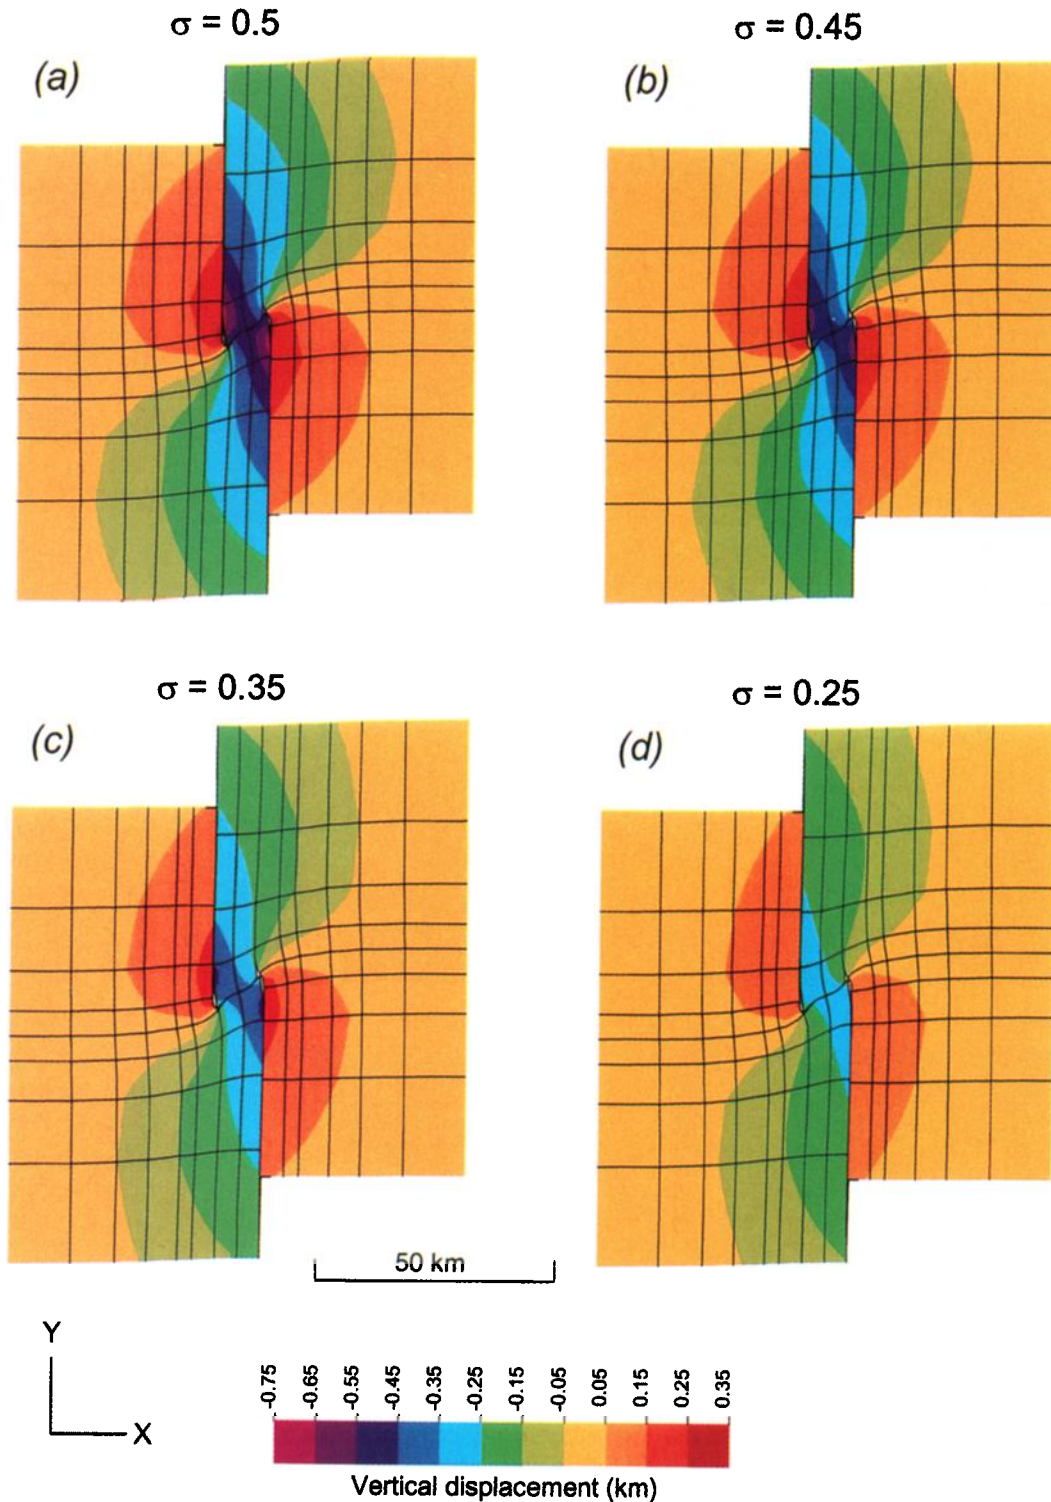 σ = 0.5
σ = 0.45
(a)
(b)
σ = 0.35
σ = 0.25
(c)
(d)
50 km
Y
X
-0.75 -0.65 -0.55 -0.45 -0.35 -0.25 -0.15 -0.05 0.05 0.15 0.25 0.35
Vertical displacement (km)